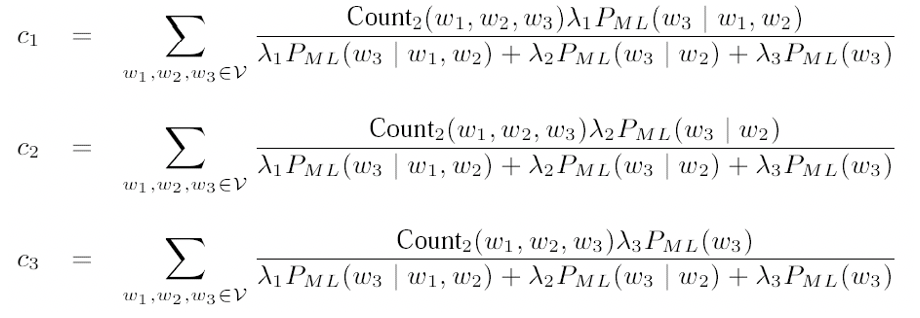 $c_1 = \sum_{w_1,w_2,w_3 \in \mathcal{V}} \frac{\text{Count}_2(w_1, w_2, w_3)\lambda_1 P_{ML}(w_3 \mid w_1, w_2)}{\lambda_1 P_{ML}(w_3 \mid w_1, w_2) + \lambda_2 P_{ML}(w_3 \mid w_2) + \lambda_3 P_{ML}(w_3)}$
$c_2 = \sum_{w_1,w_2,w_3 \in \mathcal{V}} \frac{\text{Count}_2(w_1, w_2, w_3)\lambda_2 P_{ML}(w_3 \mid w_2)}{\lambda_1 P_{ML}(w_3 \mid w_1, w_2) + \lambda_2 P_{ML}(w_3 \mid w_2) + \lambda_3 P_{ML}(w_3)}$
$c_3 = \sum_{w_1,w_2,w_3 \in \mathcal{V}} \frac{\text{Count}_2(w_1, w_2, w_3)\lambda_3 P_{ML}(w_3)}{\lambda_1 P_{ML}(w_3 \mid w_1, w_2) + \lambda_2 P_{ML}(w_3 \mid w_2) + \lambda_3 P_{ML}(w_3)}$